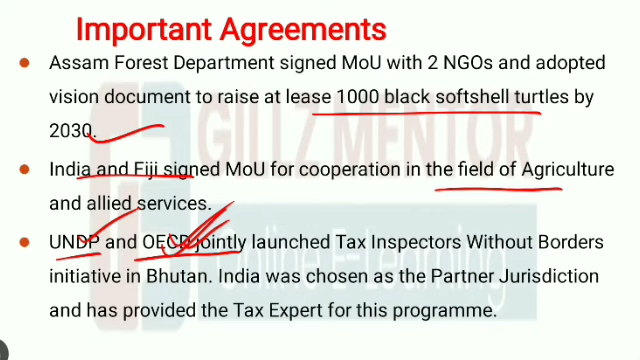 Important Agreements
Assam Forest Department signed MoU with 2 NGOs and adopted
vision document to raise at lease 1000 black softshell turtles by
2030.
India and Fiji signed MoU for cooperation in the field of Agriculture
and allied services.
UNDP and OECD jointly launched Tax Inspectors Without Borders
initiative in Bhutan. India was chosen as the Partner Jurisdiction
and has provided the Tax Expert for this programme.
GILLZ MENTOR
Online E-Learning